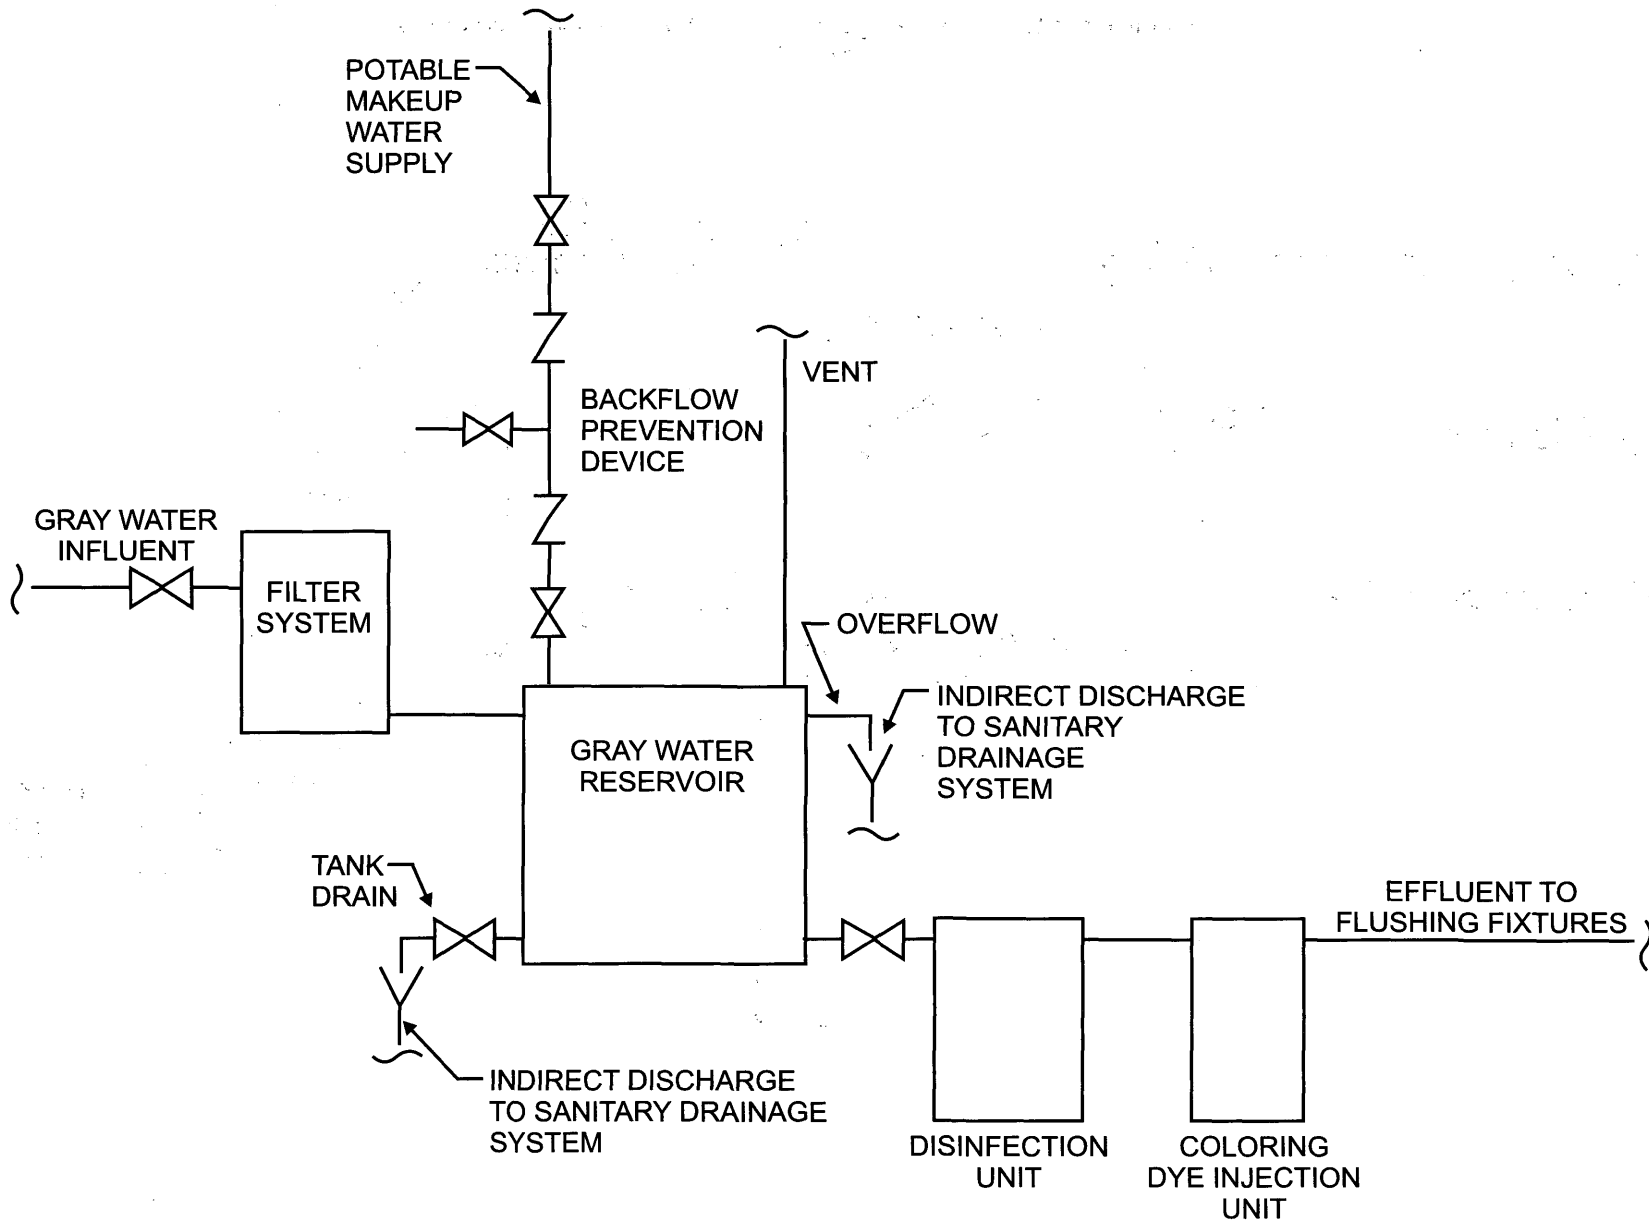 POTABLE
MAKEUP
WATER
SUPPLY
VENT
BACKFLOW
PREVENTION
DEVICE
GRAY WATER
INFLUENT
FILTER
SYSTEM
OVERFLOW
INDIRECT DISCHARGE
TO SANITARY
DRAINAGE
SYSTEM
GRAY WATER
RESERVOIR
TANK
DRAIN
EFFLUENT TO
FLUSHING FIXTURES
INDIRECT DISCHARGE
TO SANITARY DRAINAGE
SYSTEM
DISINFECTION
UNIT
COLORING
DYE INJECTION
UNIT